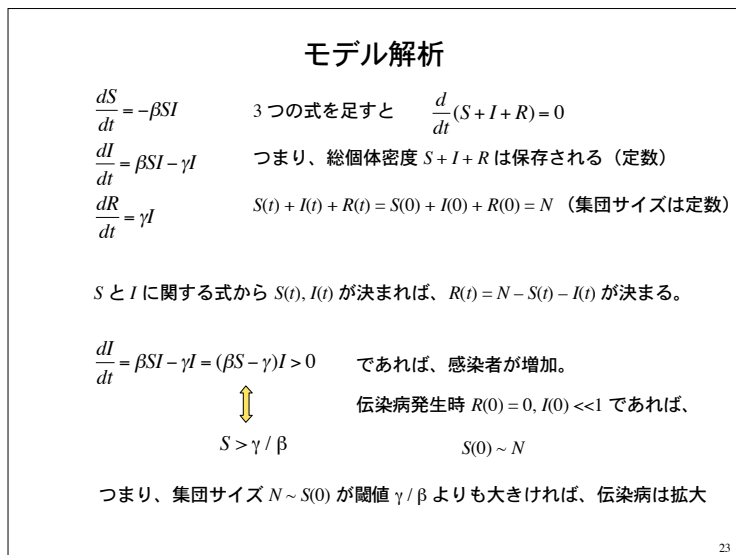 モデル解析
dS/dt = −βSI　3 つの式を足すと　d/dt (S + I + R) = 0
dI/dt = βSI − γI　つまり、総個体密度 S + I + R は保存される（定数）
dR/dt = γI　S(t) + I(t) + R(t) = S(0) + I(0) + R(0) = N （集団サイズは定数）
S と I に関する式から S(t), I(t) が決まれば、R(t) = N – S(t) – I(t) が決まる。
dI/dt = βSI − γI = (βS − γ)I > 0　であれば、感染者が増加。
伝染病発生時 R(0) = 0, I(0) <<1 であれば、
S > γ / β　S(0) ~ N
つまり、集団サイズ N ~ S(0) が閾値 γ / β よりも大きければ、伝染病は拡大
23